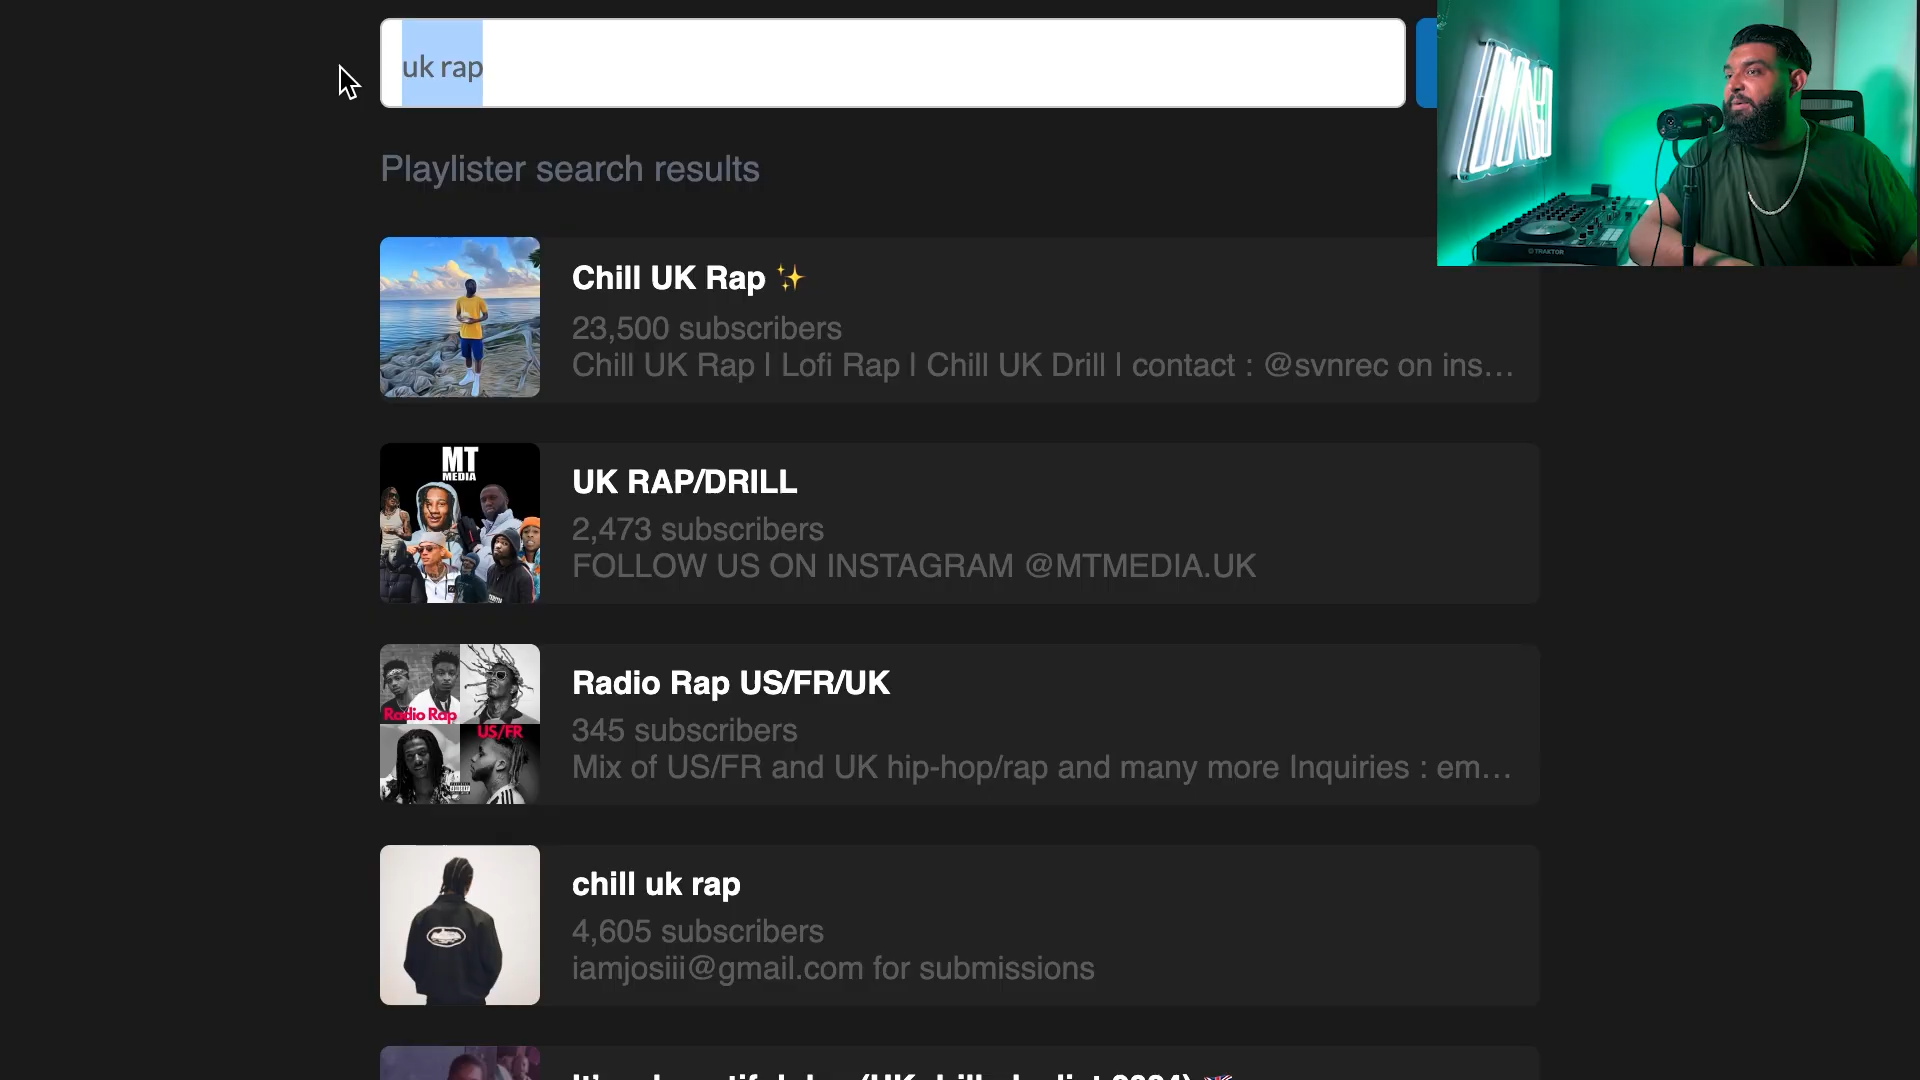 uk rap
Playlister search results
Chill UK Rap ✨
23,500 subscribers
Chill UK Rap | Lofi Rap | Chill UK Drill | contact : @svnrec on ins…
MT
MEDIA
UK RAP/DRILL
2,473 subscribers
FOLLOW US ON INSTAGRAM @MTMEDIA.UK
Radio Rap
US/FR
Radio Rap US/FR/UK
345 subscribers
Mix of US/FR and UK hip-hop/rap and many more Inquiries : em…
chill uk rap
4,605 subscribers
iamjosiii@gmail.com for submissions
TRAKTOR